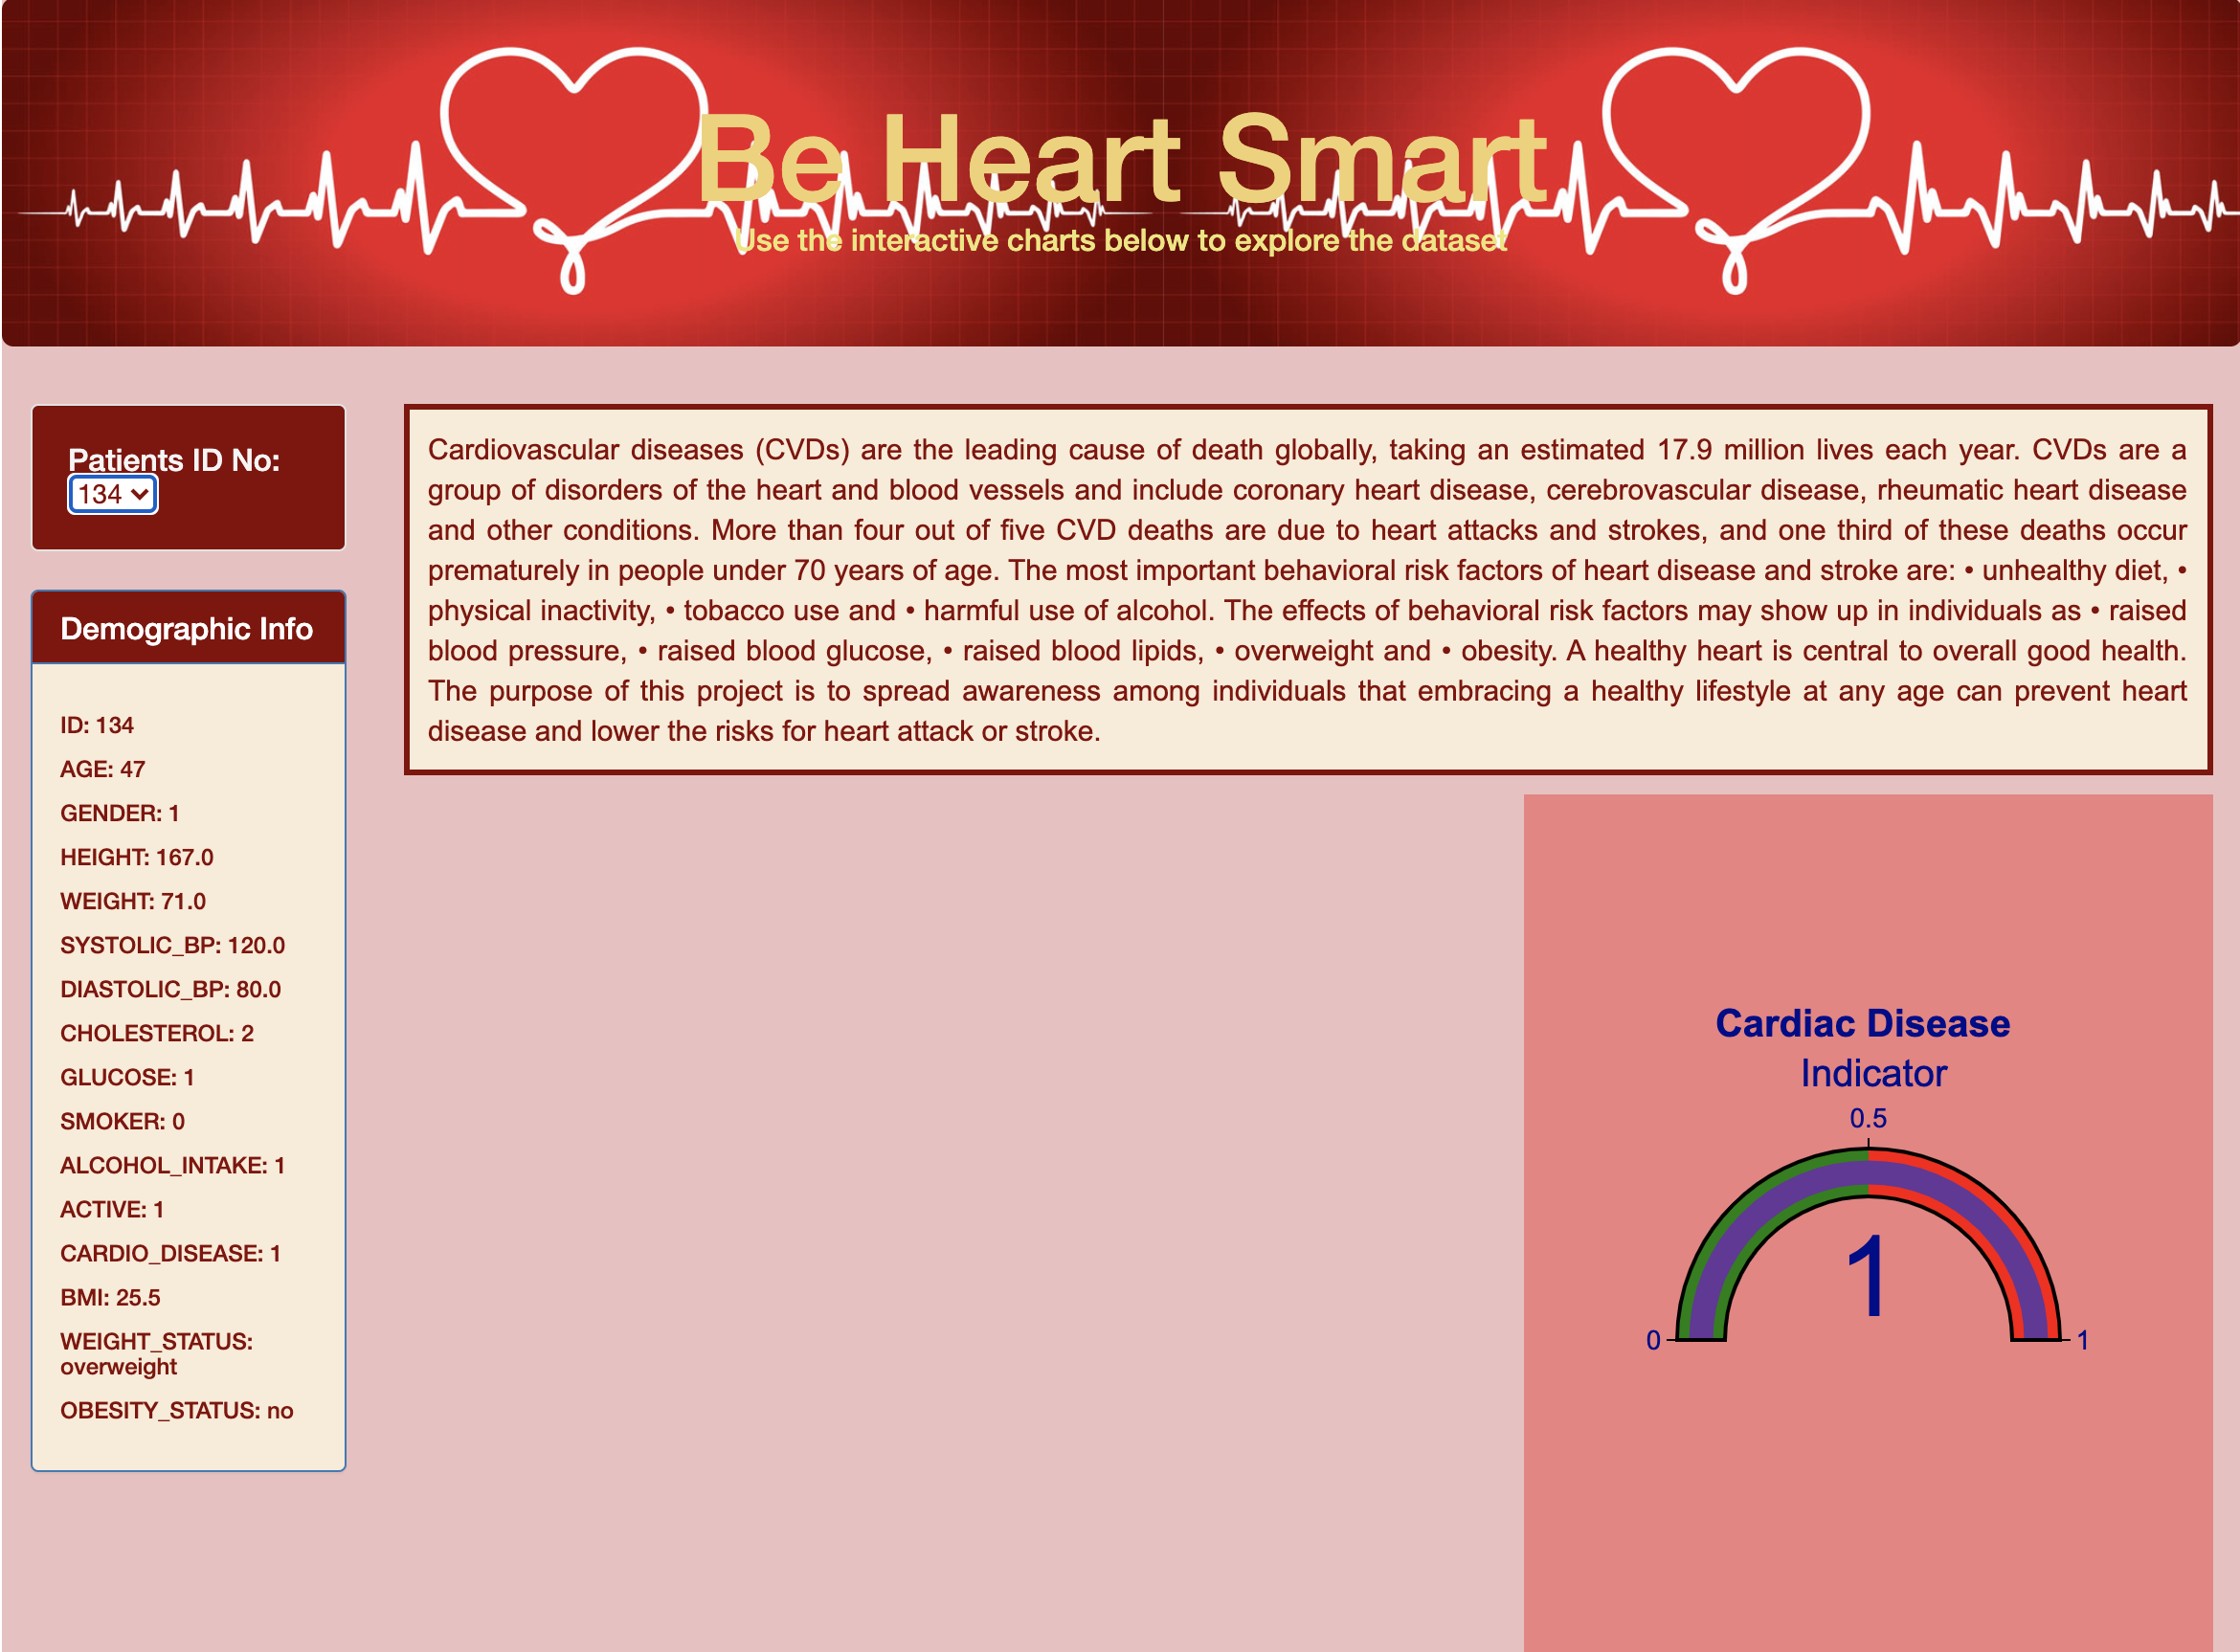 Be Heart Smart
Use the interactive charts below to explore the dataset
Patients ID No:
134
Demographic Info
ID: 134
AGE: 47
GENDER: 1
HEIGHT: 167.0
WEIGHT: 71.0
SYSTOLIC_BP: 120.0
DIASTOLIC_BP: 80.0
CHOLESTEROL: 2
GLUCOSE: 1
SMOKER: 0
ALCOHOL_INTAKE: 1
ACTIVE: 1
CARDIO_DISEASE: 1
BMI: 25.5
WEIGHT_STATUS:
overweight
OBESITY_STATUS: no
Cardiovascular diseases (CVDs) are the leading cause of death globally, taking an estimated 17.9 million lives each year. CVDs are a
group of disorders of the heart and blood vessels and include coronary heart disease, cerebrovascular disease, rheumatic heart disease
and other conditions. More than four out of five CVD deaths are due to heart attacks and strokes, and one third of these deaths occur
prematurely in people under 70 years of age. The most important behavioral risk factors of heart disease and stroke are: • unhealthy diet, •
physical inactivity, • tobacco use and • harmful use of alcohol. The effects of behavioral risk factors may show up in individuals as • raised
blood pressure, • raised blood glucose, • raised blood lipids, • overweight and • obesity. A healthy heart is central to overall good health.
The purpose of this project is to spread awareness among individuals that embracing a healthy lifestyle at any age can prevent heart
disease and lower the risks for heart attack or stroke.
Cardiac Disease
Indicator
0.5
1
0
1